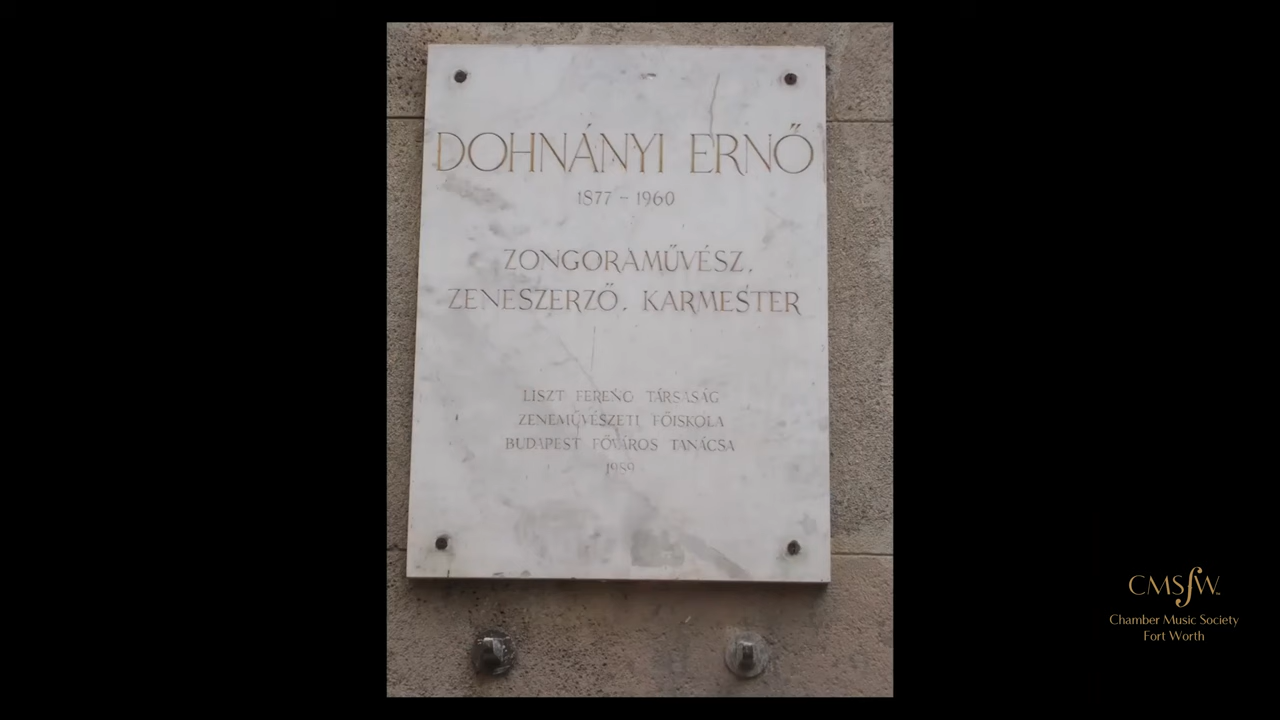 DOHNÁNYI ERNŐ
1877 – 1960
ZONGORAMŰVÉSZ,
ZENESZERZŐ, KARMESTER
LISZT FERENC TÁRSASÁG
ZENEMŰVÉSZETI FŐISKOLA
BUDAPEST FŐVÁROS TANÁCSA
1989
CMSfW
Chamber Music Society
Fort Worth